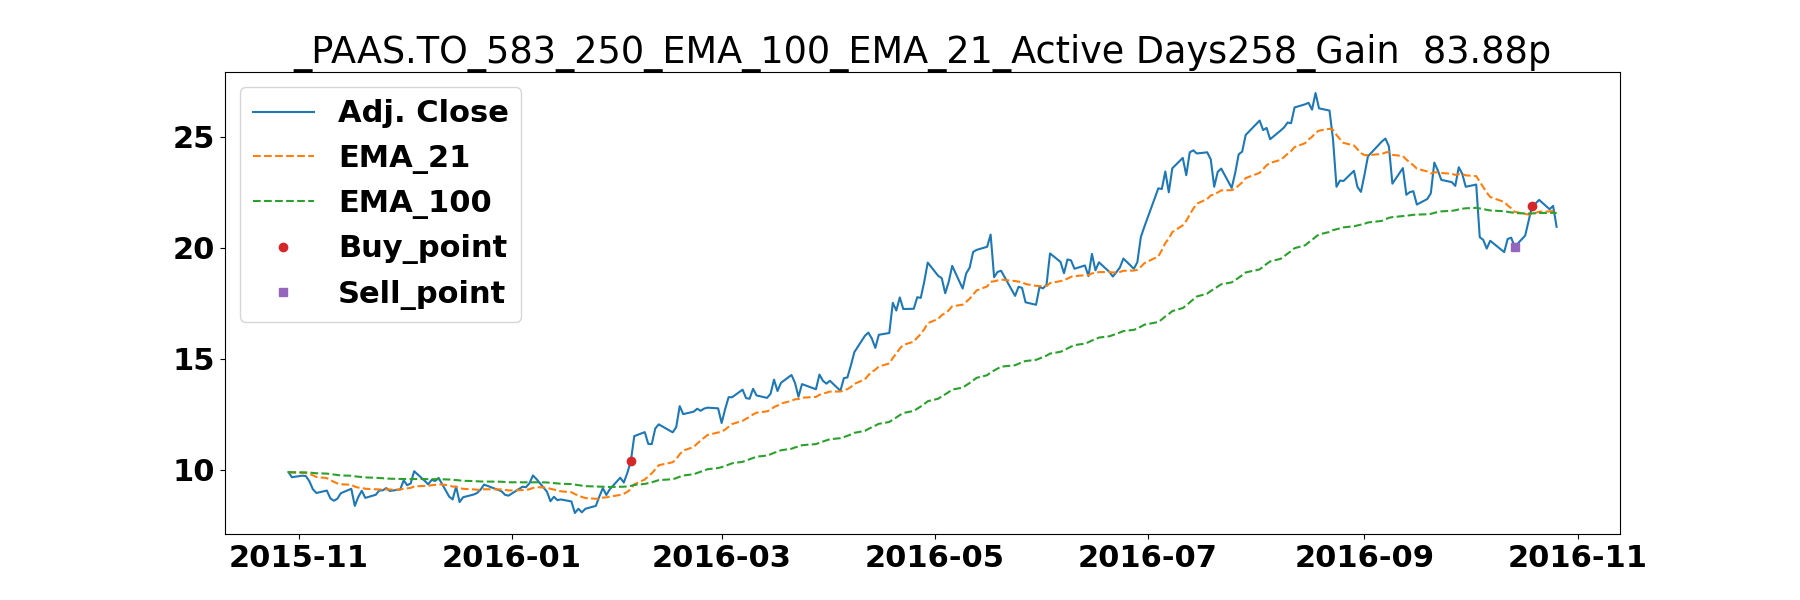 _PAAS.TO_583_250_EMA_100_EMA_21_Active Days258_Gain  83.88p
Adj. Close
EMA_21
EMA_100
Buy_point
Sell_point
25
20
15
10
2015-11 2016-01 2016-03 2016-05 2016-07 2016-09 2016-11